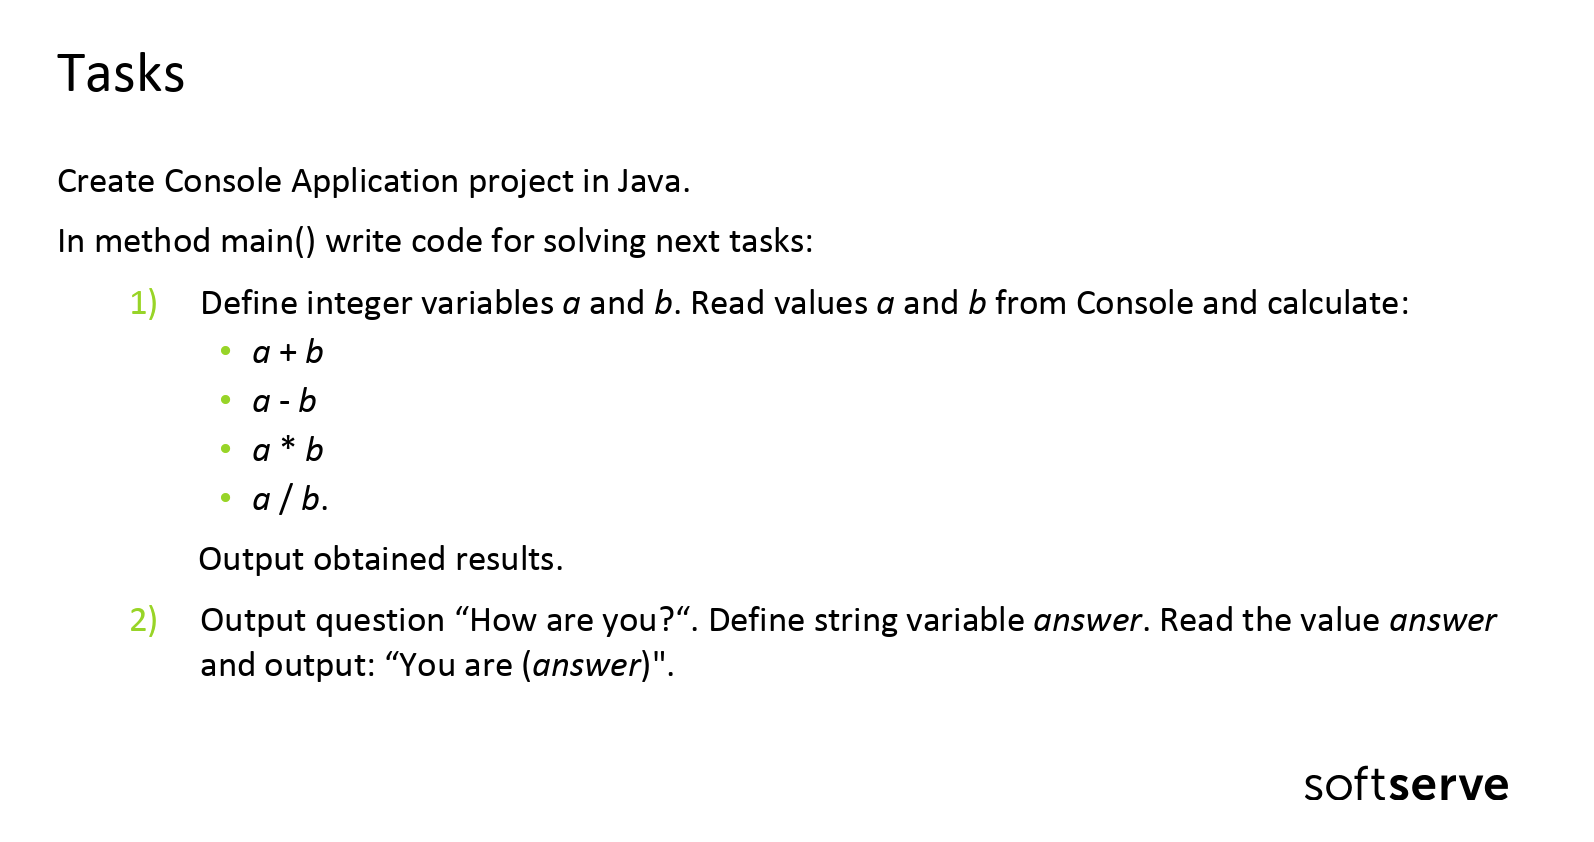 Tasks
Create Console Application project in Java.
In method main() write code for solving next tasks:
1) Define integer variables a and b. Read values a and b from Console and calculate:
• a + b
• a - b
• a * b
• a / b.
Output obtained results.
2) Output question “How are you?“. Define string variable answer. Read the value answer
and output: “You are (answer)".
softserve